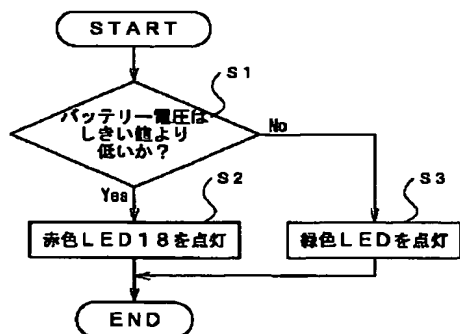 START
S1
バッテリー電圧は
しきい値より
低いか？
No
Yes
S2
S3
赤色LED18を点灯
緑色LEDを点灯
END